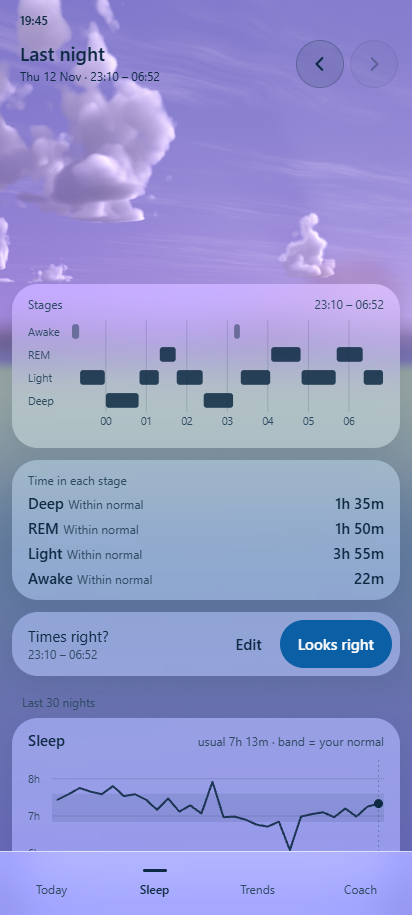 19:45
Last night
Thu 12 Nov · 23:10 – 06:52
Stages 23:10 – 06:52
Awake
REM
Light
Deep
00 01 02 03 04 05 06
Time in each stage
Deep Within normal 1h 35m
REM Within normal 1h 50m
Light Within normal 3h 55m
Awake Within normal 22m
Times right?
23:10 – 06:52
Edit Looks right
Last 30 nights
Sleep usual 7h 13m · band = your normal
8h
7h
Today Sleep Trends Coach